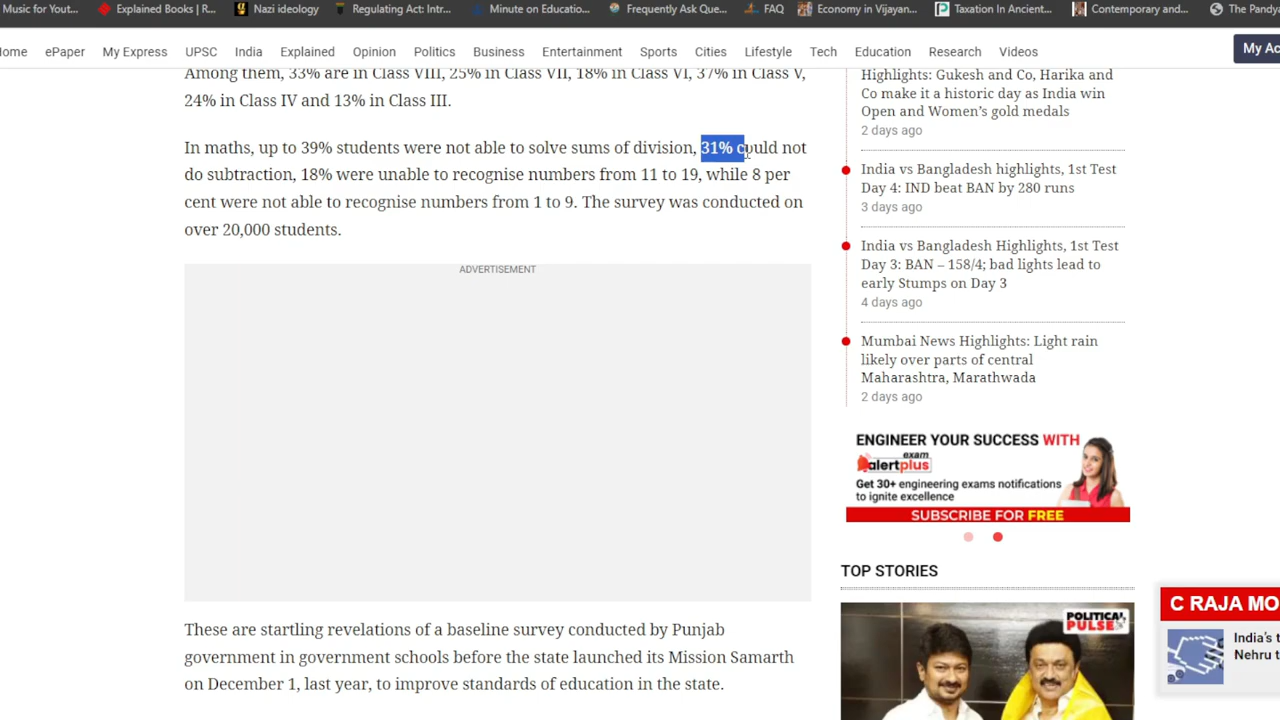 Music for Yout...
Explained Books | R...
Nazi ideology
Regulating Act: Intr...
Minute on Educatio...
Frequently Ask Que...
FAQ
Economy in Vijayan...
Taxation In Ancient...
Contemporary and...
The Pandya
ome
ePaper
My Express
UPSC
India
Explained
Opinion
Politics
Business
Entertainment
Sports
Cities
Lifestyle
Tech
Education
Research
Videos
My Ac
Among them, 33% are in Class VIII, 25% in Class VII, 18% in Class VI, 37% in Class V,
24% in Class IV and 13% in Class III.
In maths, up to 39% students were not able to solve sums of division, 31% could not
do subtraction, 18% were unable to recognise numbers from 11 to 19, while 8 per
cent were not able to recognise numbers from 1 to 9. The survey was conducted on
over 20,000 students.
ADVERTISEMENT
These are startling revelations of a baseline survey conducted by Punjab
government in government schools before the state launched its Mission Samarth
on December 1, last year, to improve standards of education in the state.
Highlights: Gukesh and Co, Harika and
Co make it a historic day as India win
Open and Women's gold medals
2 days ago
India vs Bangladesh highlights, 1st Test
Day 4: IND beat BAN by 280 runs
3 days ago
India vs Bangladesh Highlights, 1st Test
Day 3: BAN – 158/4; bad lights lead to
early Stumps on Day 3
4 days ago
Mumbai News Highlights: Light rain
likely over parts of central
Maharashtra, Marathwada
2 days ago
ENGINEER YOUR SUCCESS WITH
exam
alertplus
Get 30+ engineering exams notifications
to ignite excellence
SUBSCRIBE FOR FREE
TOP STORIES
POLITICAL
PULSE
C RAJA MO
India's t
Nehru t